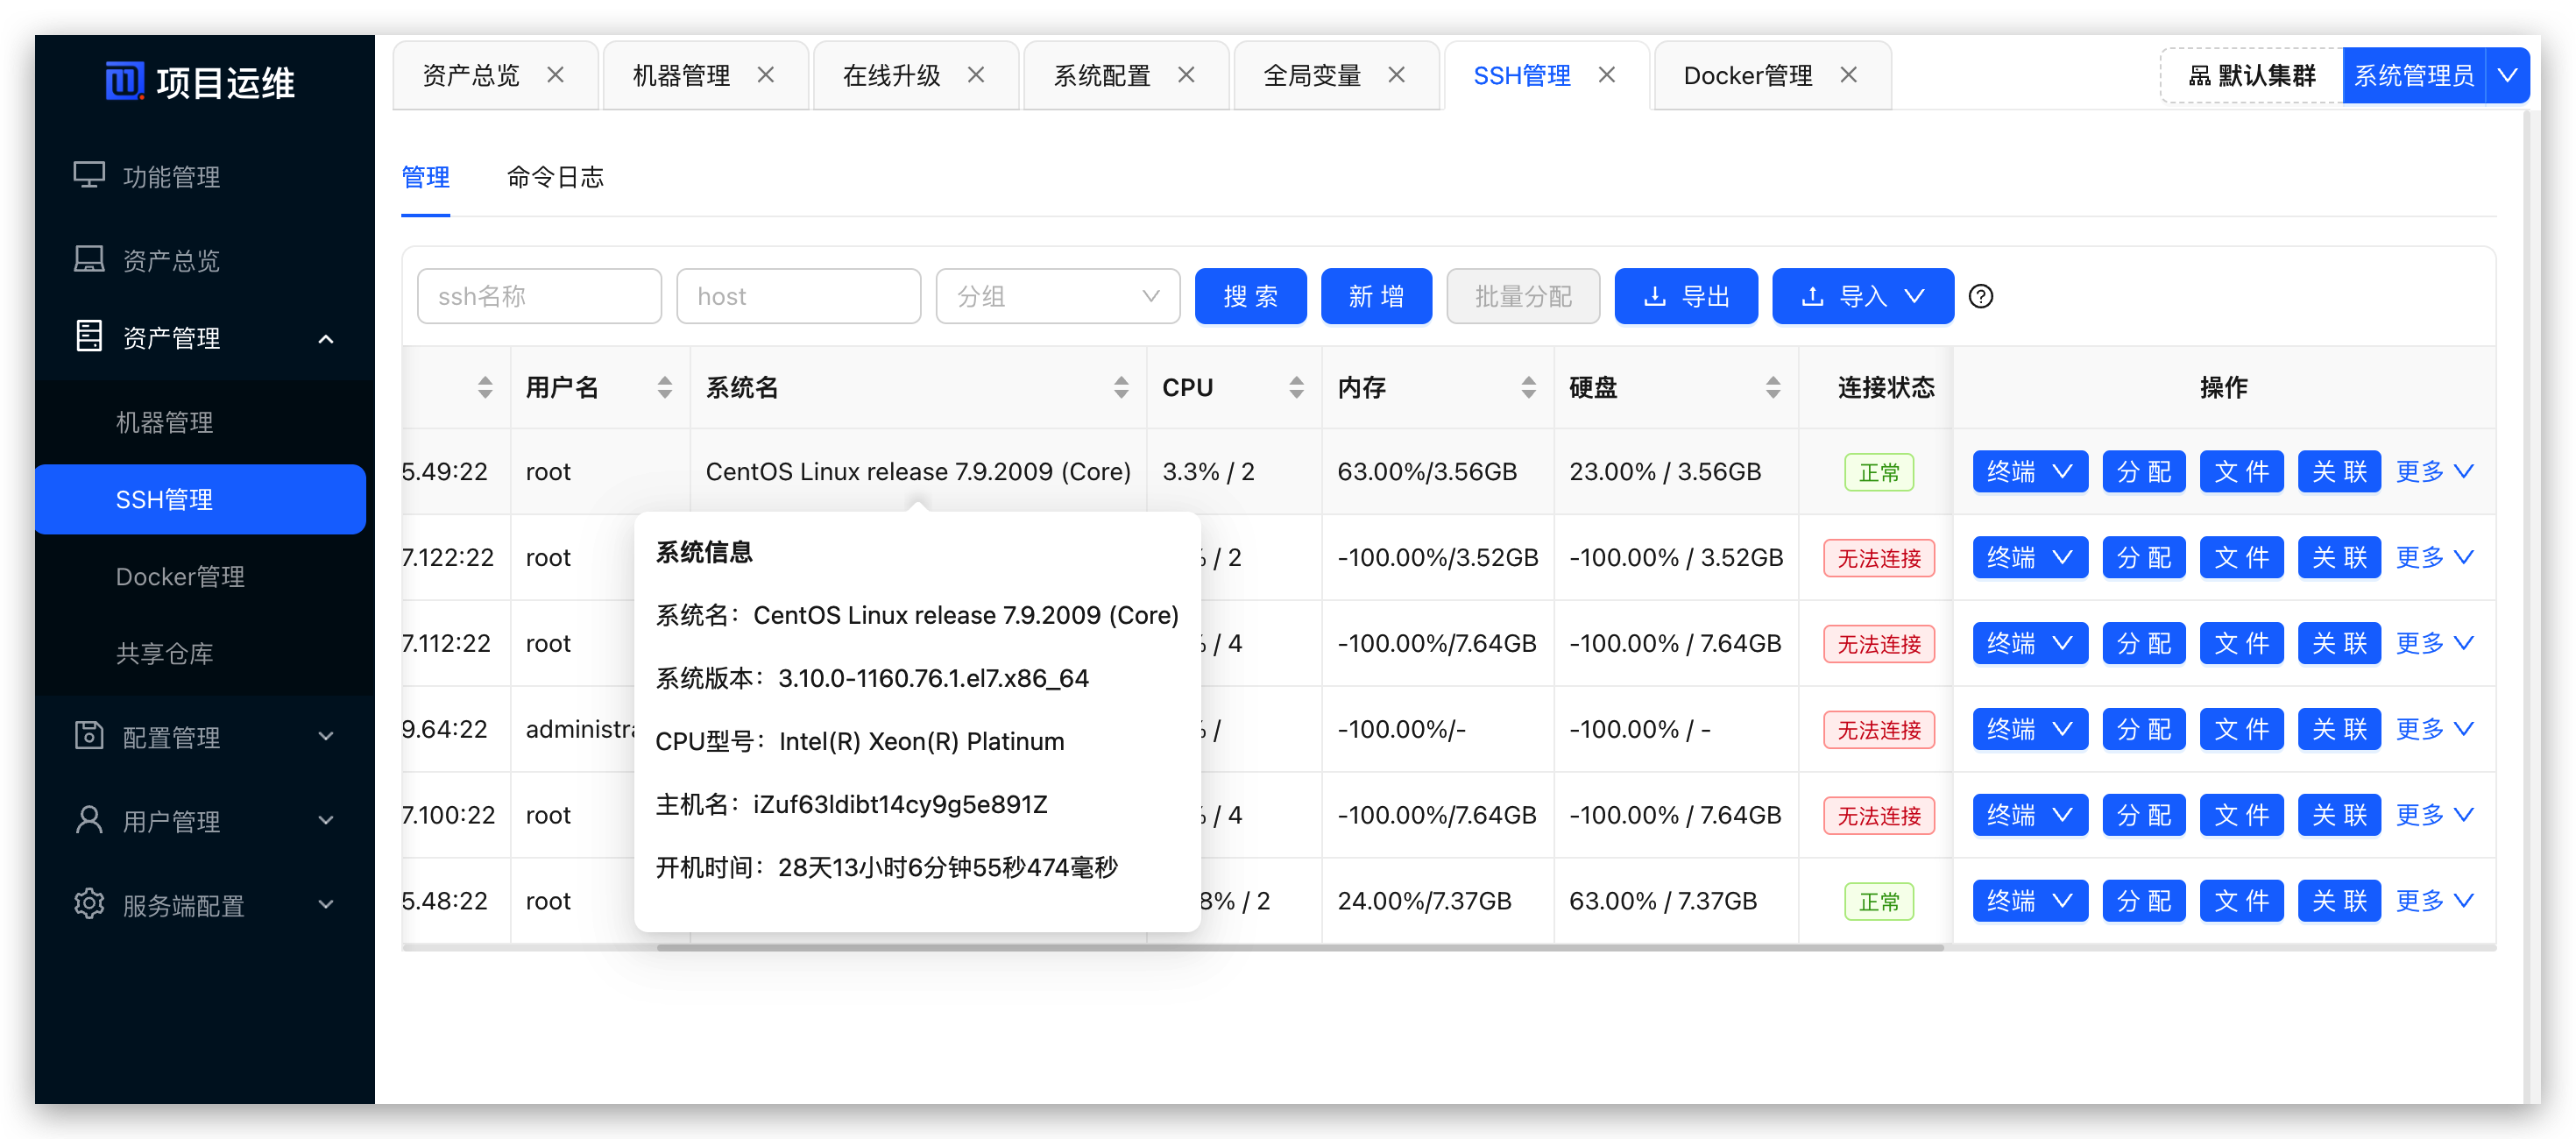 项目运维
资产总览
机器管理
在线升级
系统配置
全局变量
SSH管理
Docker管理
默认集群
系统管理员
功能管理
资产总览
资产管理
机器管理
SSH管理
Docker管理
共享仓库
配置管理
用户管理
服务端配置
管理 命令日志
ssh名称 host 分组 搜 索 新 增 批量分配 导出 导入
用户名 系统名 CPU 内存 硬盘 连接状态 操作
5.49:22 root CentOS Linux release 7.9.2009 (Core) 3.3% / 2 63.00%/3.56GB 23.00% / 3.56GB 正常 终端 分 配 文 件 关 联 更多
7.122:22 root / 2 -100.00%/3.52GB -100.00% / 3.52GB 无法连接 终端 分 配 文 件 关 联 更多
7.112:22 root / 4 -100.00%/7.64GB -100.00% / 7.64GB 无法连接 终端 分 配 文 件 关 联 更多
9.64:22 administra / -100.00%/- -100.00% / - 无法连接 终端 分 配 文 件 关 联 更多
7.100:22 root / 4 -100.00%/7.64GB -100.00% / 7.64GB 无法连接 终端 分 配 文 件 关 联 更多
5.48:22 root 8% / 2 24.00%/7.37GB 63.00% / 7.37GB 正常 终端 分 配 文 件 关 联 更多
系统信息
系统名：CentOS Linux release 7.9.2009 (Core)
系统版本：3.10.0-1160.76.1.el7.x86_64
CPU型号：Intel(R) Xeon(R) Platinum
主机名：iZuf63ldibt14cy9g5e891Z
开机时间：28天13小时6分钟55秒474毫秒